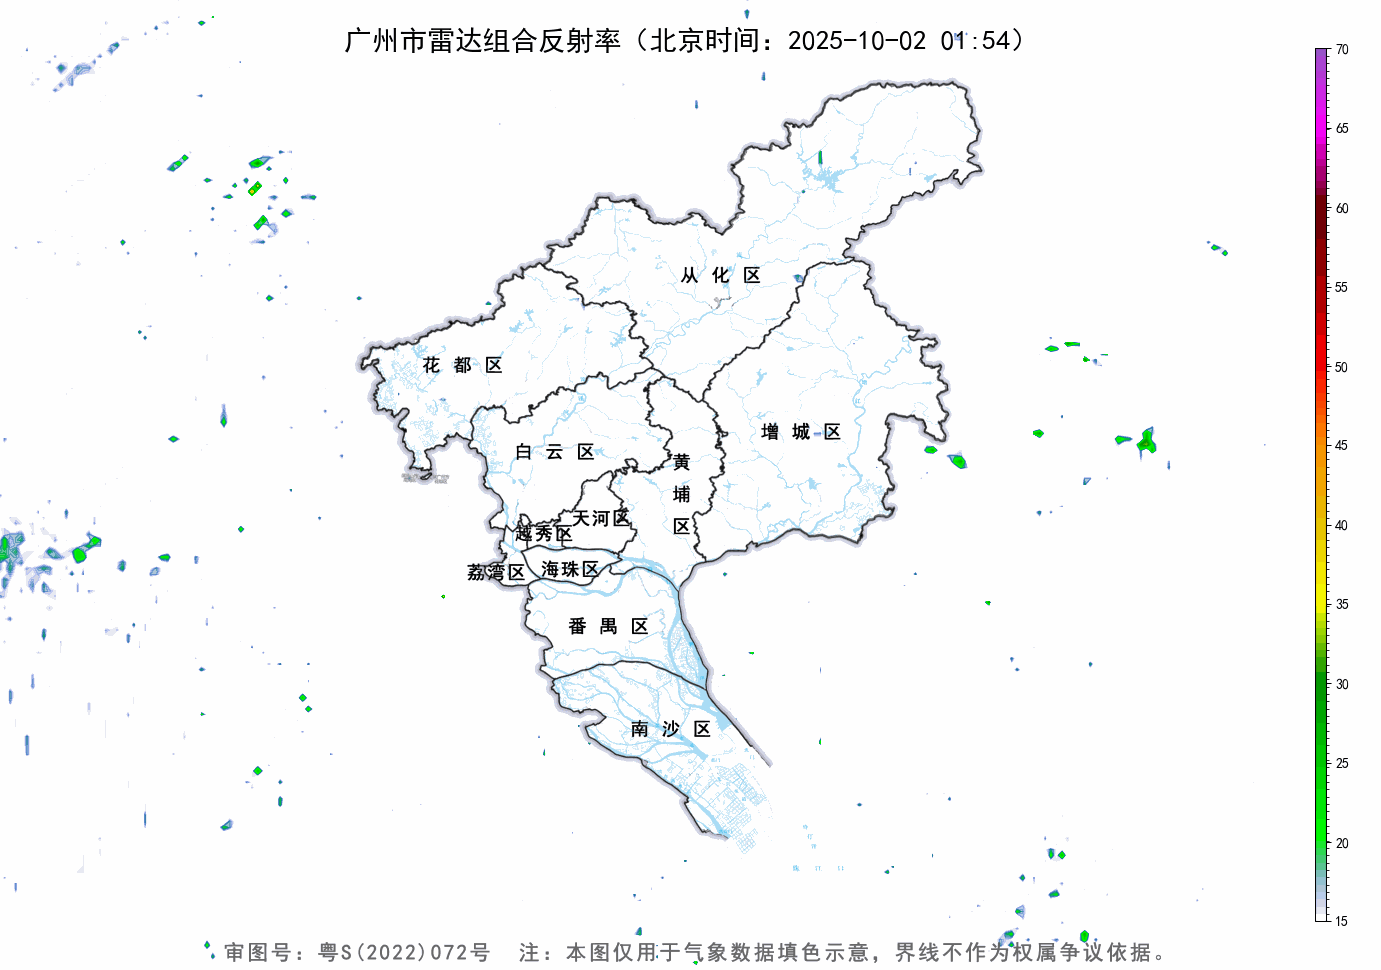 广州市雷达组合反射率（北京时间：2025-10-02 01:54）
70
65
60
55
50
45
40
35
30
25
20
15
从化区
花都区
增城区
白云区
黄埔区
天河区
越秀区
海珠区
荔湾区
番禺区
南沙区
审图号：粤S(2022)072号 注：本图仅用于气象数据填色示意，界线不作为权属争议依据。